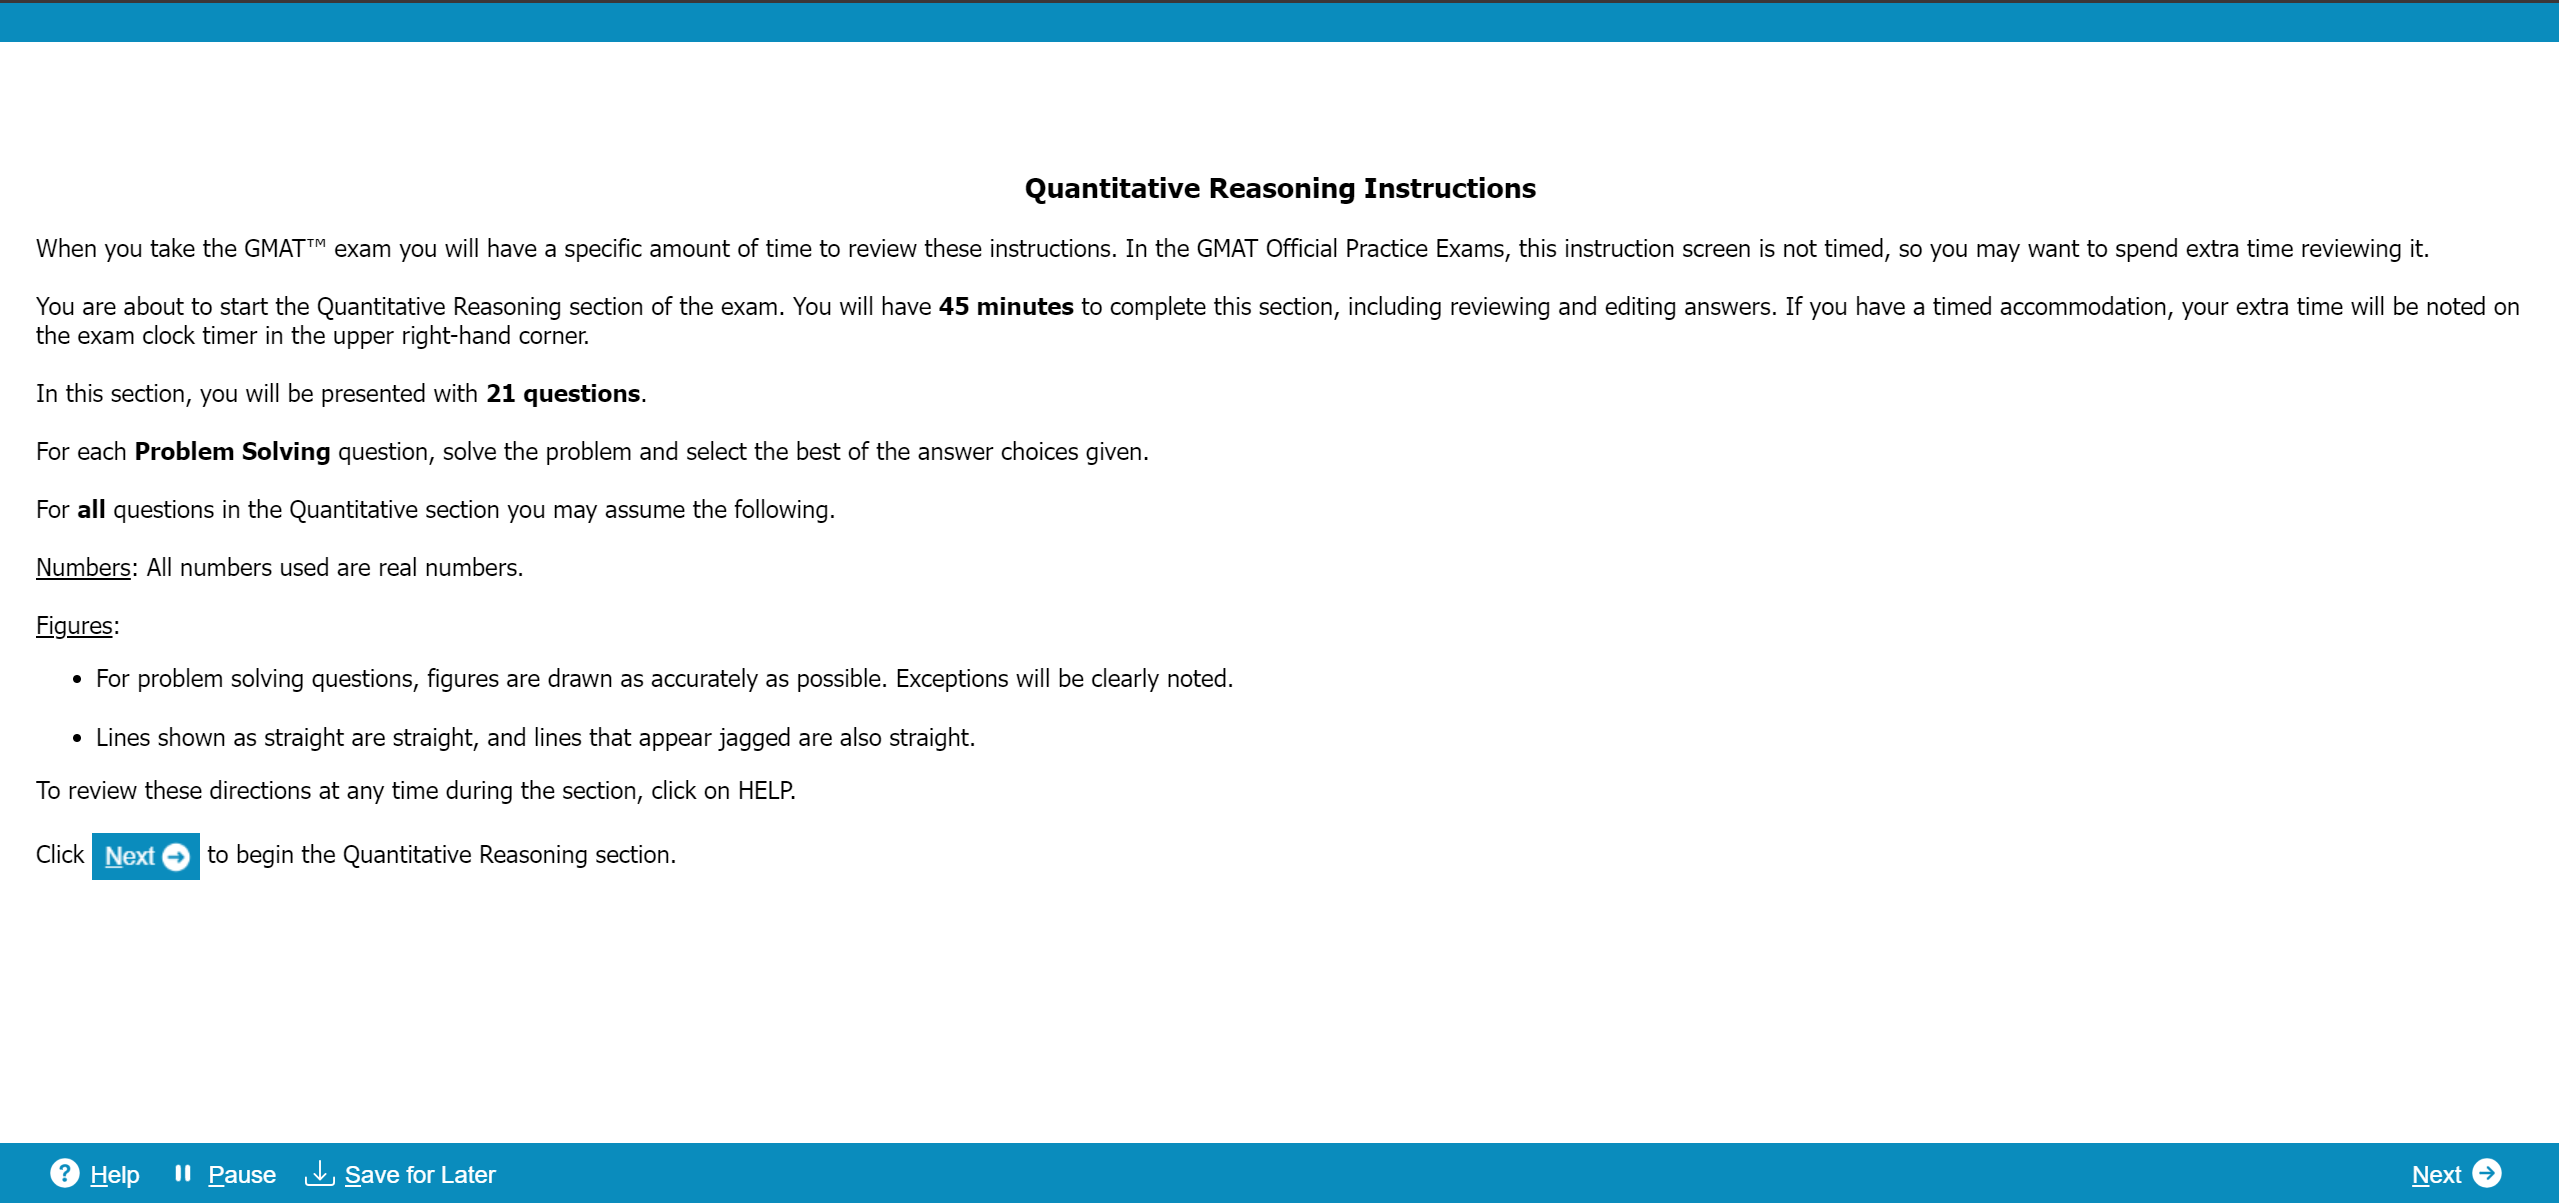 Quantitative Reasoning Instructions
When you take the GMAT™ exam you will have a specific amount of time to review these instructions. In the GMAT Official Practice Exams, this instruction screen is not timed, so you may want to spend extra time reviewing it.
You are about to start the Quantitative Reasoning section of the exam. You will have 45 minutes to complete this section, including reviewing and editing answers. If you have a timed accommodation, your extra time will be noted on
the exam clock timer in the upper right-hand corner.
In this section, you will be presented with 21 questions.
For each Problem Solving question, solve the problem and select the best of the answer choices given.
For all questions in the Quantitative section you may assume the following.
Numbers: All numbers used are real numbers.
Figures:
• For problem solving questions, figures are drawn as accurately as possible. Exceptions will be clearly noted.
• Lines shown as straight are straight, and lines that appear jagged are also straight.
To review these directions at any time during the section, click on HELP.
Click Next to begin the Quantitative Reasoning section.
Help Pause Save for Later Next